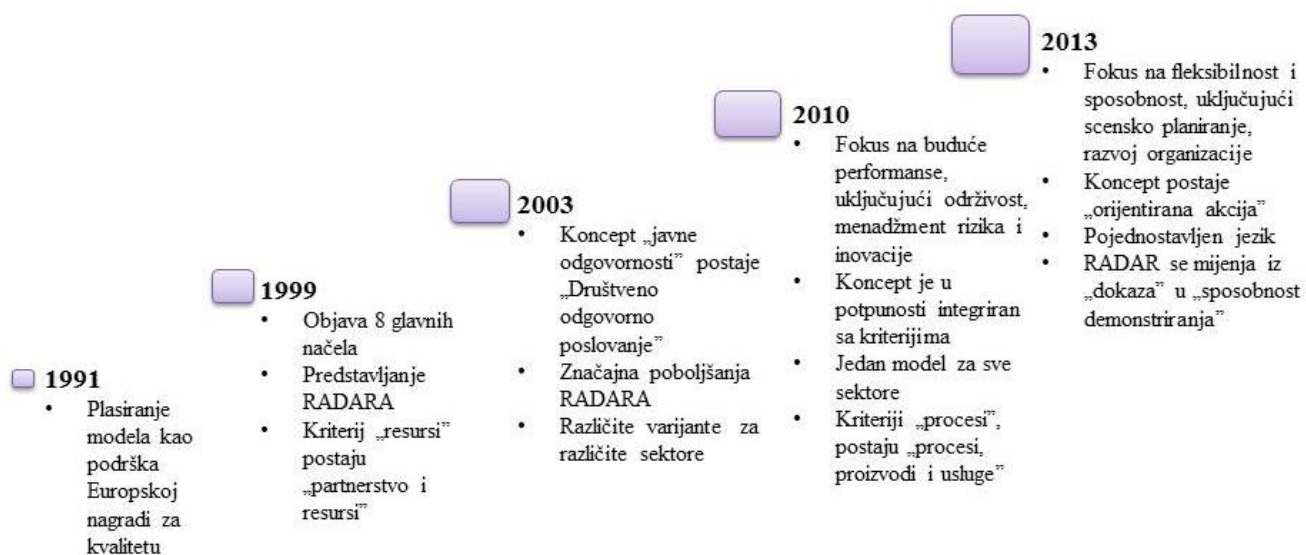 1991
• Plasiranje
modela kao
podrška
Europskoj
nagradi za
kvalitetu
1999
• Objava 8 glavnih
načela
• Predstavljanje
RADARA
• Kriterij „resursi”
postaju
„partnerstvo i
resursi”
2003
• Koncept „javne
odgovornosti” postaje
„Društveno
odgovorno
poslovanje”
• Značajna poboljšanja
RADARA
• Različite varijante za
različite sektore
2010
• Fokus na buduće
performanse,
uključujući održivost,
menadžment rizika i
inovacije
• Koncept je u
potpunosti integriran
sa kriterijima
• Jedan model za sve
sektore
• Kriteriji „procesi”,
postaju „procesi,
proizvodi i usluge”
2013
• Fokus na fleksibilnost i
sposobnost, uključujući
scensko planiranje,
razvoj organizacije
• Koncept postaje
„orijentirana akcija”
• Pojednostavljen jezik
• RADAR se mijenja iz
„dokaza” u „sposobnost
demonstriranja”